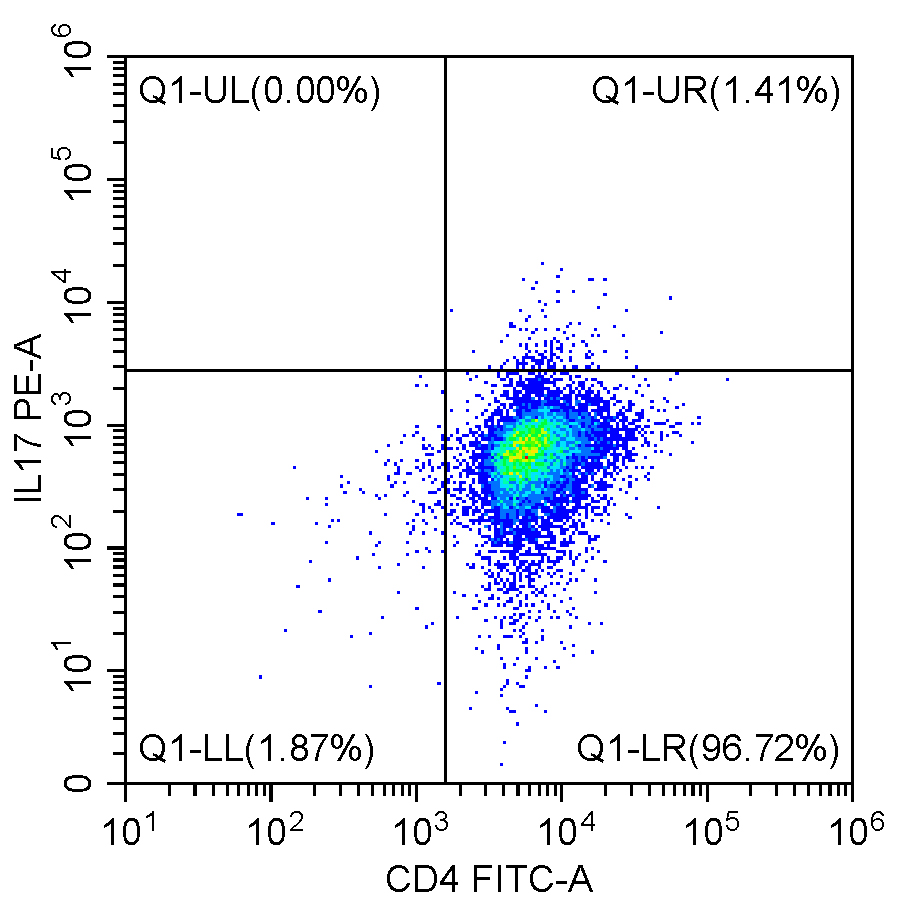 Q1-UL(0.00%)
Q1-UR(1.41%)
Q1-LL(1.87%)
Q1-LR(96.72%)
10^6
10^5
10^4
10^3
10^2
10^1
0
IL17 PE-A
10^1 10^2 10^3 10^4 10^5 10^6
CD4 FITC-A